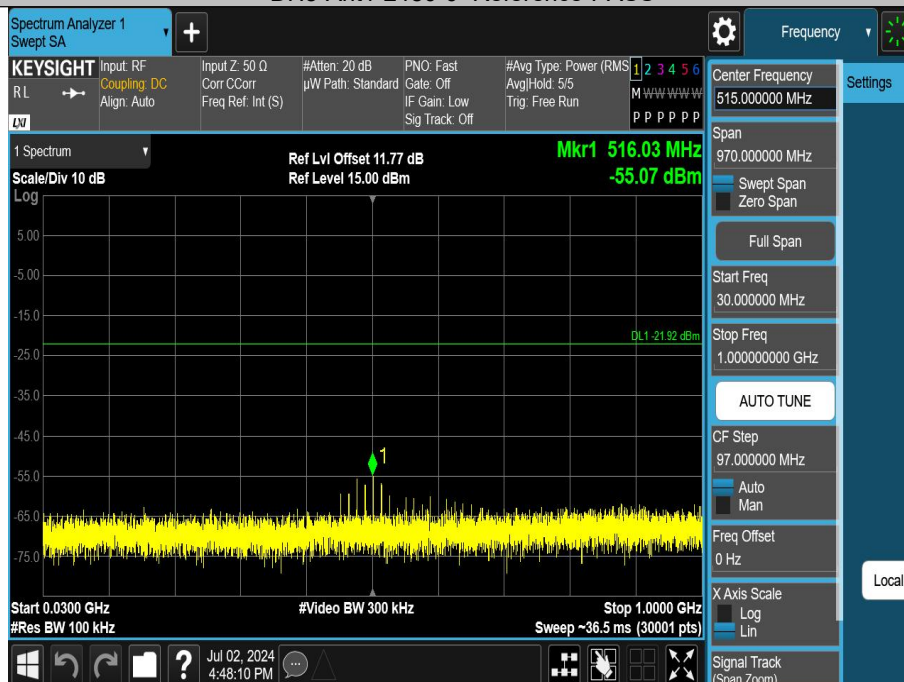 Spectrum Analyzer 1
Swept SA
Frequency
KEYSIGHT
RL
LXI
Input: RF
Coupling: DC
Align: Auto
Input Z: 50 Ω
Corr CCorr
Freq Ref: Int (S)
#Atten: 20 dB
µW Path: Standard
PNO: Fast
Gate: Off
IF Gain: Low
Sig Track: Off
#Avg Type: Power (RMS
Avg|Hold: 5/5
Trig: Free Run
1 2 3 4 5 6
M W W W W W
P P P P P P
1 Spectrum
Scale/Div 10 dB
Log
Ref Lvl Offset 11.77 dB
Ref Level 15.00 dBm
Mkr1 516.03 MHz
-55.07 dBm
5.00
-5.00
-15.0
DL1 -21.92 dBm
-25.0
-35.0
-45.0
1
-55.0
-65.0
-75.0
Start 0.0300 GHz
#Res BW 100 kHz
#Video BW 300 kHz
Stop 1.0000 GHz
Sweep ~36.5 ms (30001 pts)
Jul 02, 2024
4:48:10 PM
Center Frequency
515.000000 MHz
Span
970.000000 MHz
Swept Span
Zero Span
Full Span
Start Freq
30.000000 MHz
Stop Freq
1.000000000 GHz
AUTO TUNE
CF Step
97.000000 MHz
Auto
Man
Freq Offset
0 Hz
X Axis Scale
Log
Lin
Signal Track
(Span Zoom)
Settings
Local